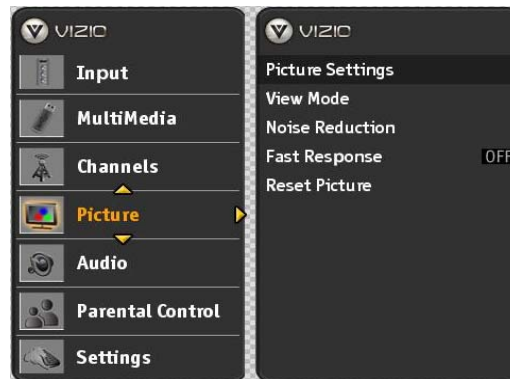 VIZIO
Input
MultiMedia
Channels
Picture
Audio
Parental Control
Settings
VIZIO
Picture Settings
View Mode
Noise Reduction
Fast Response OFF
Reset Picture